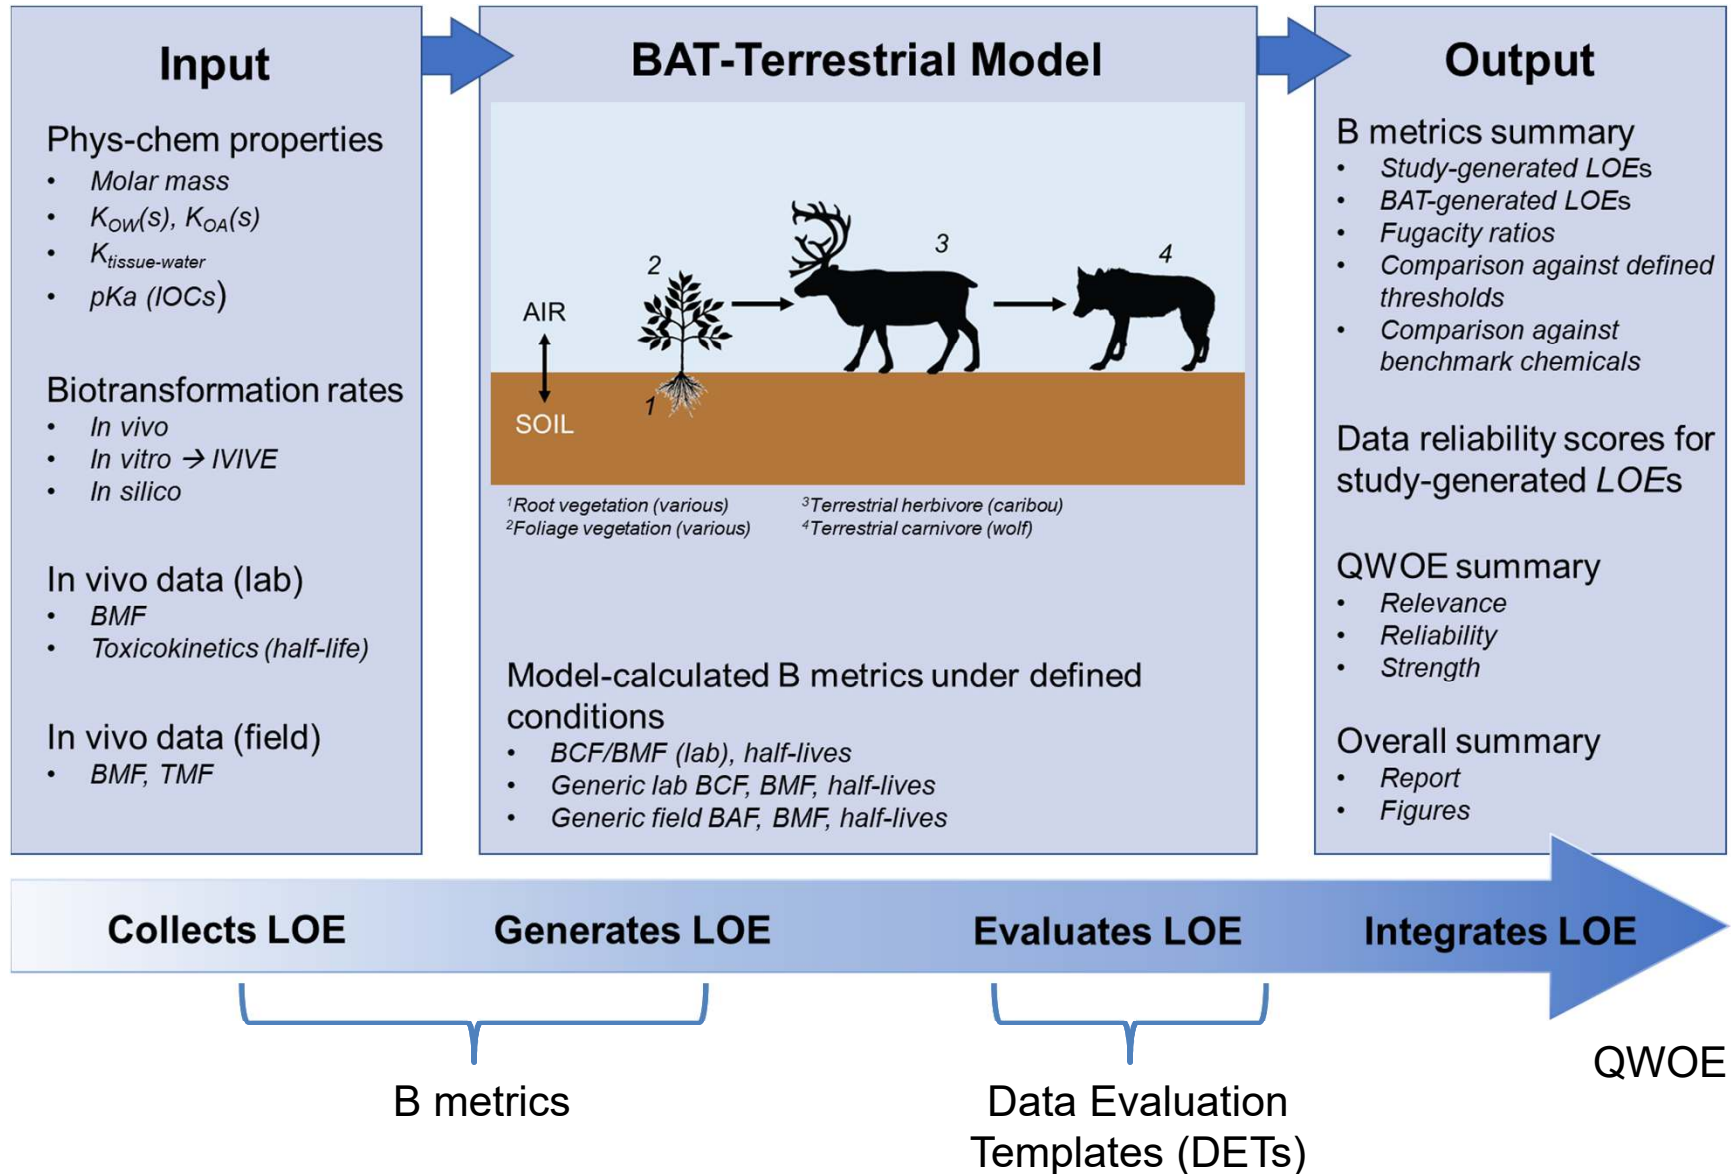 Input
Phys-chem properties
• Molar mass
• KOW(s), KOA(s)
• Ktissue-water
• pKa (IOCs)
Biotransformation rates
• In vivo
• In vitro → IVIVE
• In silico
In vivo data (lab)
• BMF
• Toxicokinetics (half-life)
In vivo data (field)
• BMF, TMF
BAT-Terrestrial Model
AIR
SOIL
1
2
3
4
1Root vegetation (various)
2Foliage vegetation (various)
3Terrestrial herbivore (caribou)
4Terrestrial carnivore (wolf)
Model-calculated B metrics under defined
conditions
• BCF/BMF (lab), half-lives
• Generic lab BCF, BMF, half-lives
• Generic field BAF, BMF, half-lives
Output
B metrics summary
• Study-generated LOEs
• BAT-generated LOEs
• Fugacity ratios
• Comparison against defined
thresholds
• Comparison against
benchmark chemicals
Data reliability scores for
study-generated LOEs
QWOE summary
• Relevance
• Reliability
• Strength
Overall summary
• Report
• Figures
Collects LOE
Generates LOE
Evaluates LOE
Integrates LOE
B metrics
Data Evaluation
Templates (DETs)
QWOE